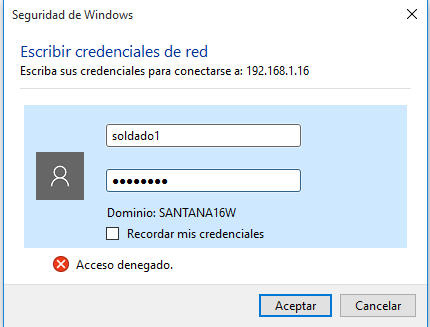 Seguridad de Windows
Escribir credenciales de red
Escriba sus credenciales para conectarse a: 192.168.1.16
soldado1
●●●●●●●●
Dominio: SANTANA16W
Recordar mis credenciales
Acceso denegado.
Aceptar
Cancelar